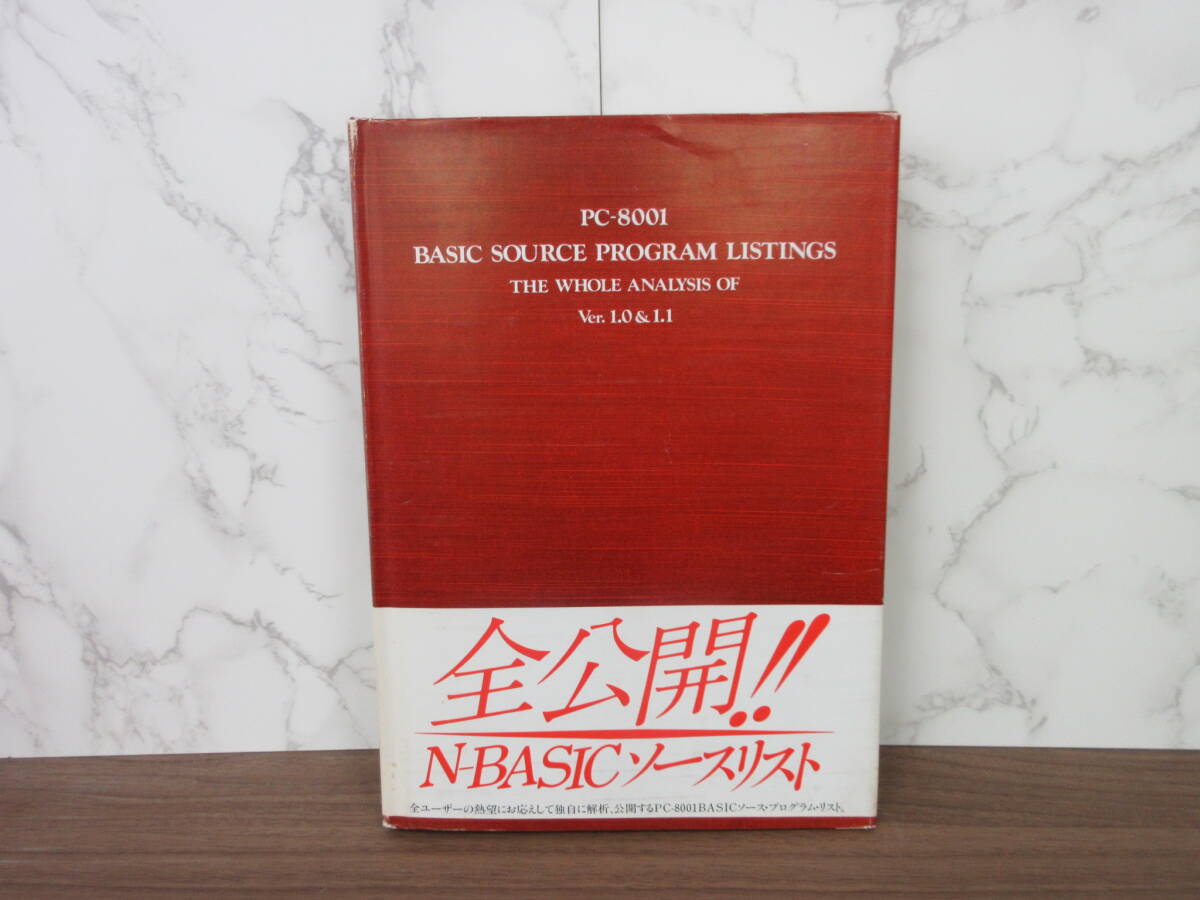 PC-8001
BASIC SOURCE PROGRAM LISTINGS
THE WHOLE ANALYSIS OF
Ver. 1.0 & 1.1
全公開!!
N-BASICソースリスト
全ユーザーの熱望にお応えして独自に解析、公開するPC-8001BASICソース・プログラム・リスト。